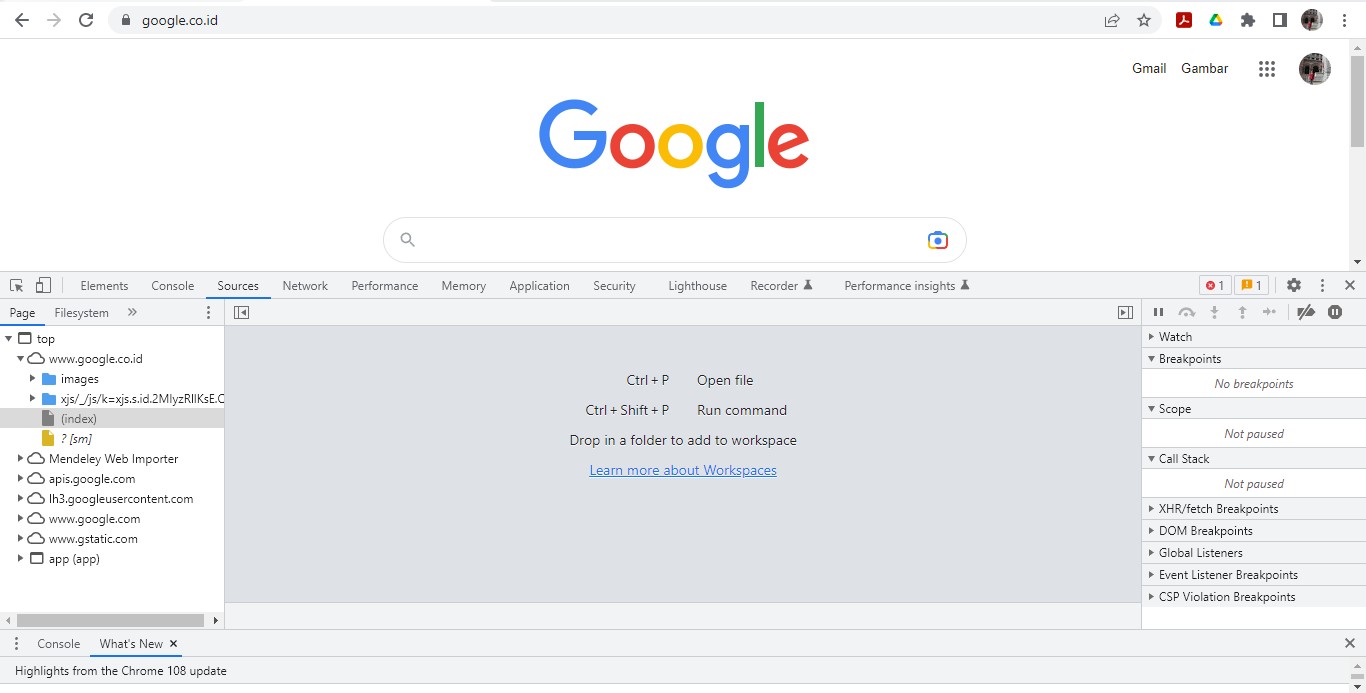 google.co.id
Gmail Gambar
Google
Elements Console Sources Network Performance Memory Application Security Lighthouse Recorder Performance insights 1 1
Page Filesystem
top
www.google.co.id
images
xjs/_/js/k=xjs.s.id.2MlyzRIlKsE.O
(index)
? [sm]
Mendeley Web Importer
apis.google.com
lh3.googleusercontent.com
www.google.com
www.gstatic.com
app (app)
Ctrl + P Open file
Ctrl + Shift + P Run command
Drop in a folder to add to workspace
Learn more about Workspaces
Watch
Breakpoints
No breakpoints
Scope
Not paused
Call Stack
Not paused
XHR/fetch Breakpoints
DOM Breakpoints
Global Listeners
Event Listener Breakpoints
CSP Violation Breakpoints
Console What's New
Highlights from the Chrome 108 update